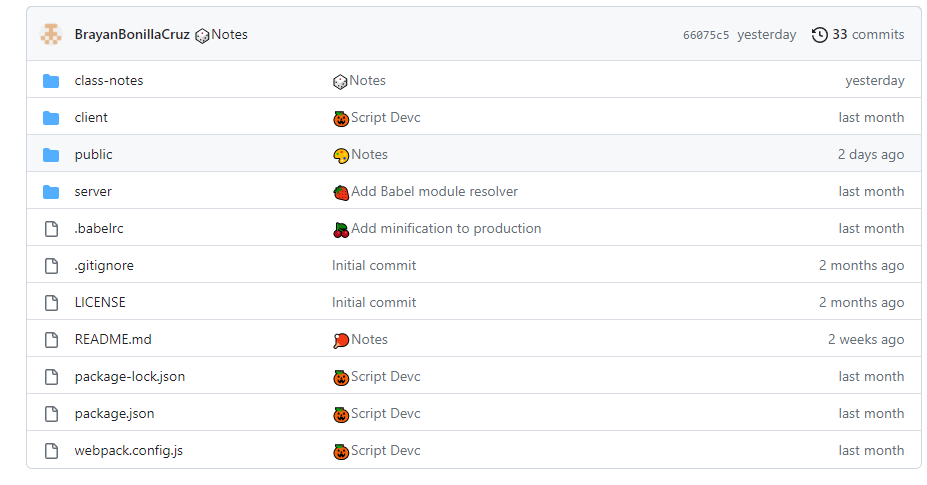 BrayanBonillaCruz 🎲Notes 66075c5 yesterday 33 commits
class-notes 🎲Notes yesterday
client 🎃Script Devc last month
public 🎨Notes 2 days ago
server 🍓Add Babel module resolver last month
.babelrc 🍒Add minification to production last month
.gitignore Initial commit 2 months ago
LICENSE Initial commit 2 months ago
README.md 🏓Notes 2 weeks ago
package-lock.json 🎃Script Devc last month
package.json 🎃Script Devc last month
webpack.config.js 🎃Script Devc last month